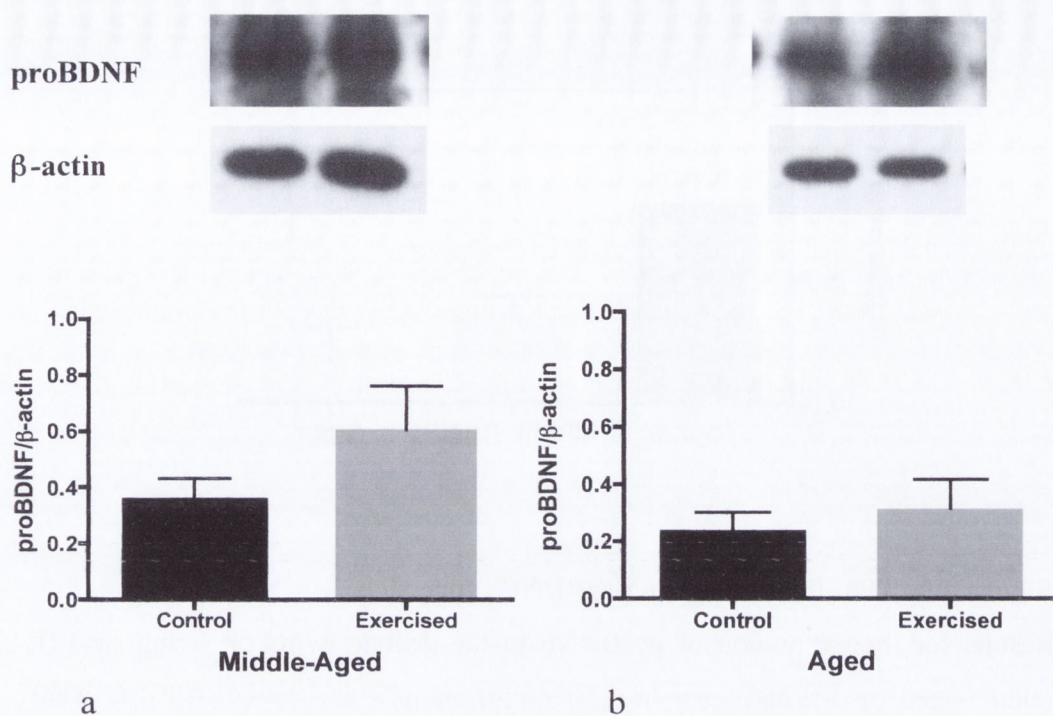 proBDNF
β-actin
proBDNF/β-actin
1.0
0.8
0.6
0.4
0.2
0.0
Control
Exercised
Middle-Aged
a
proBDNF/β-actin
1.0
0.8
0.6
0.4
0.2
0.0
Control
Exercised
Aged
b